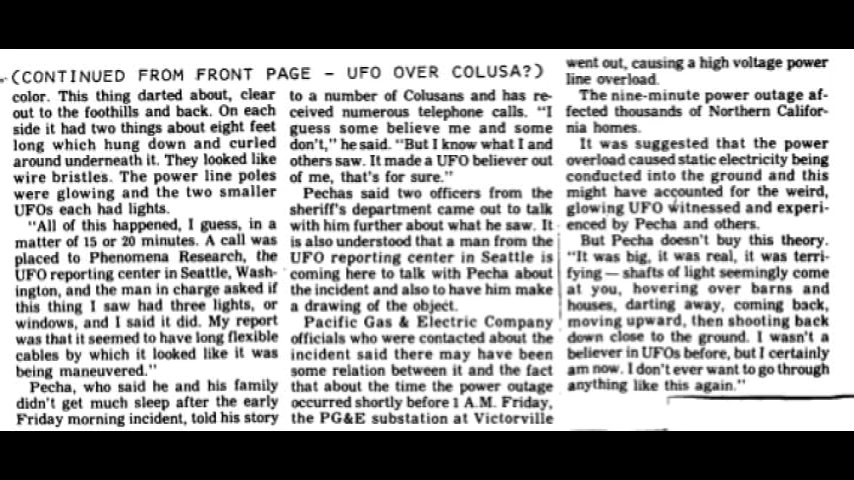 (CONTINUED FROM FRONT PAGE - UFO OVER COLUSA?)
color. This thing darted about, clear
out to the foothills and back. On each
side it had two things about eight feet
long which hung down and curled
around underneath it. They looked like
wire bristles. The power line poles
were glowing and the two smaller
UFOs each had lights.
"All of this happened, I guess, in a
matter of 15 or 20 minutes. A call was
placed to Phenomena Research, the
UFO reporting center in Seattle, Wash-
ington, and the man in charge asked if
this thing I saw had three lights, or
windows, and I said it did. My report
was that it seemed to have long flexible
cables by which it looked like it was
being maneuvered."
Pecha, who said he and his family
didn't get much sleep after the early
Friday morning incident, told his story
to a number of Colusans and has re-
ceived numerous telephone calls. "I
guess some believe me and some
don't," he said. "But I know what I and
others saw. It made a UFO believer out
of me, that's for sure."
Pechas said two officers from the
sheriff's department came out to talk
with him further about what he saw. It
is also understood that a man from the
UFO reporting center in Seattle is
coming here to talk with Pecha about
the incident and also to have him make
a drawing of the object.
Pacific Gas & Electric Company
officials who were contacted about the
incident said there may have been
some relation between it and the fact
that about the time the power outage
occurred shortly before 1 A.M. Friday,
the PG&E substation at Victorville
went out, causing a high voltage power
line overload.
The nine-minute power outage af-
fected thousands of Northern Califor-
nia homes.
It was suggested that the power
overload caused static electricity being
conducted into the ground and this
might have accounted for the weird,
glowing UFO witnessed and experi-
enced by Pecha and others.
But Pecha doesn't buy this theory.
"It was big, it was real, it was terri-
fying — shafts of light seemingly come
at you, hovering over barns and
houses, darting away, coming back,
moving upward, then shooting back
down close to the ground. I wasn't a
believer in UFOs before, but I certainly
am now. I don't ever want to go through
anything like this again."